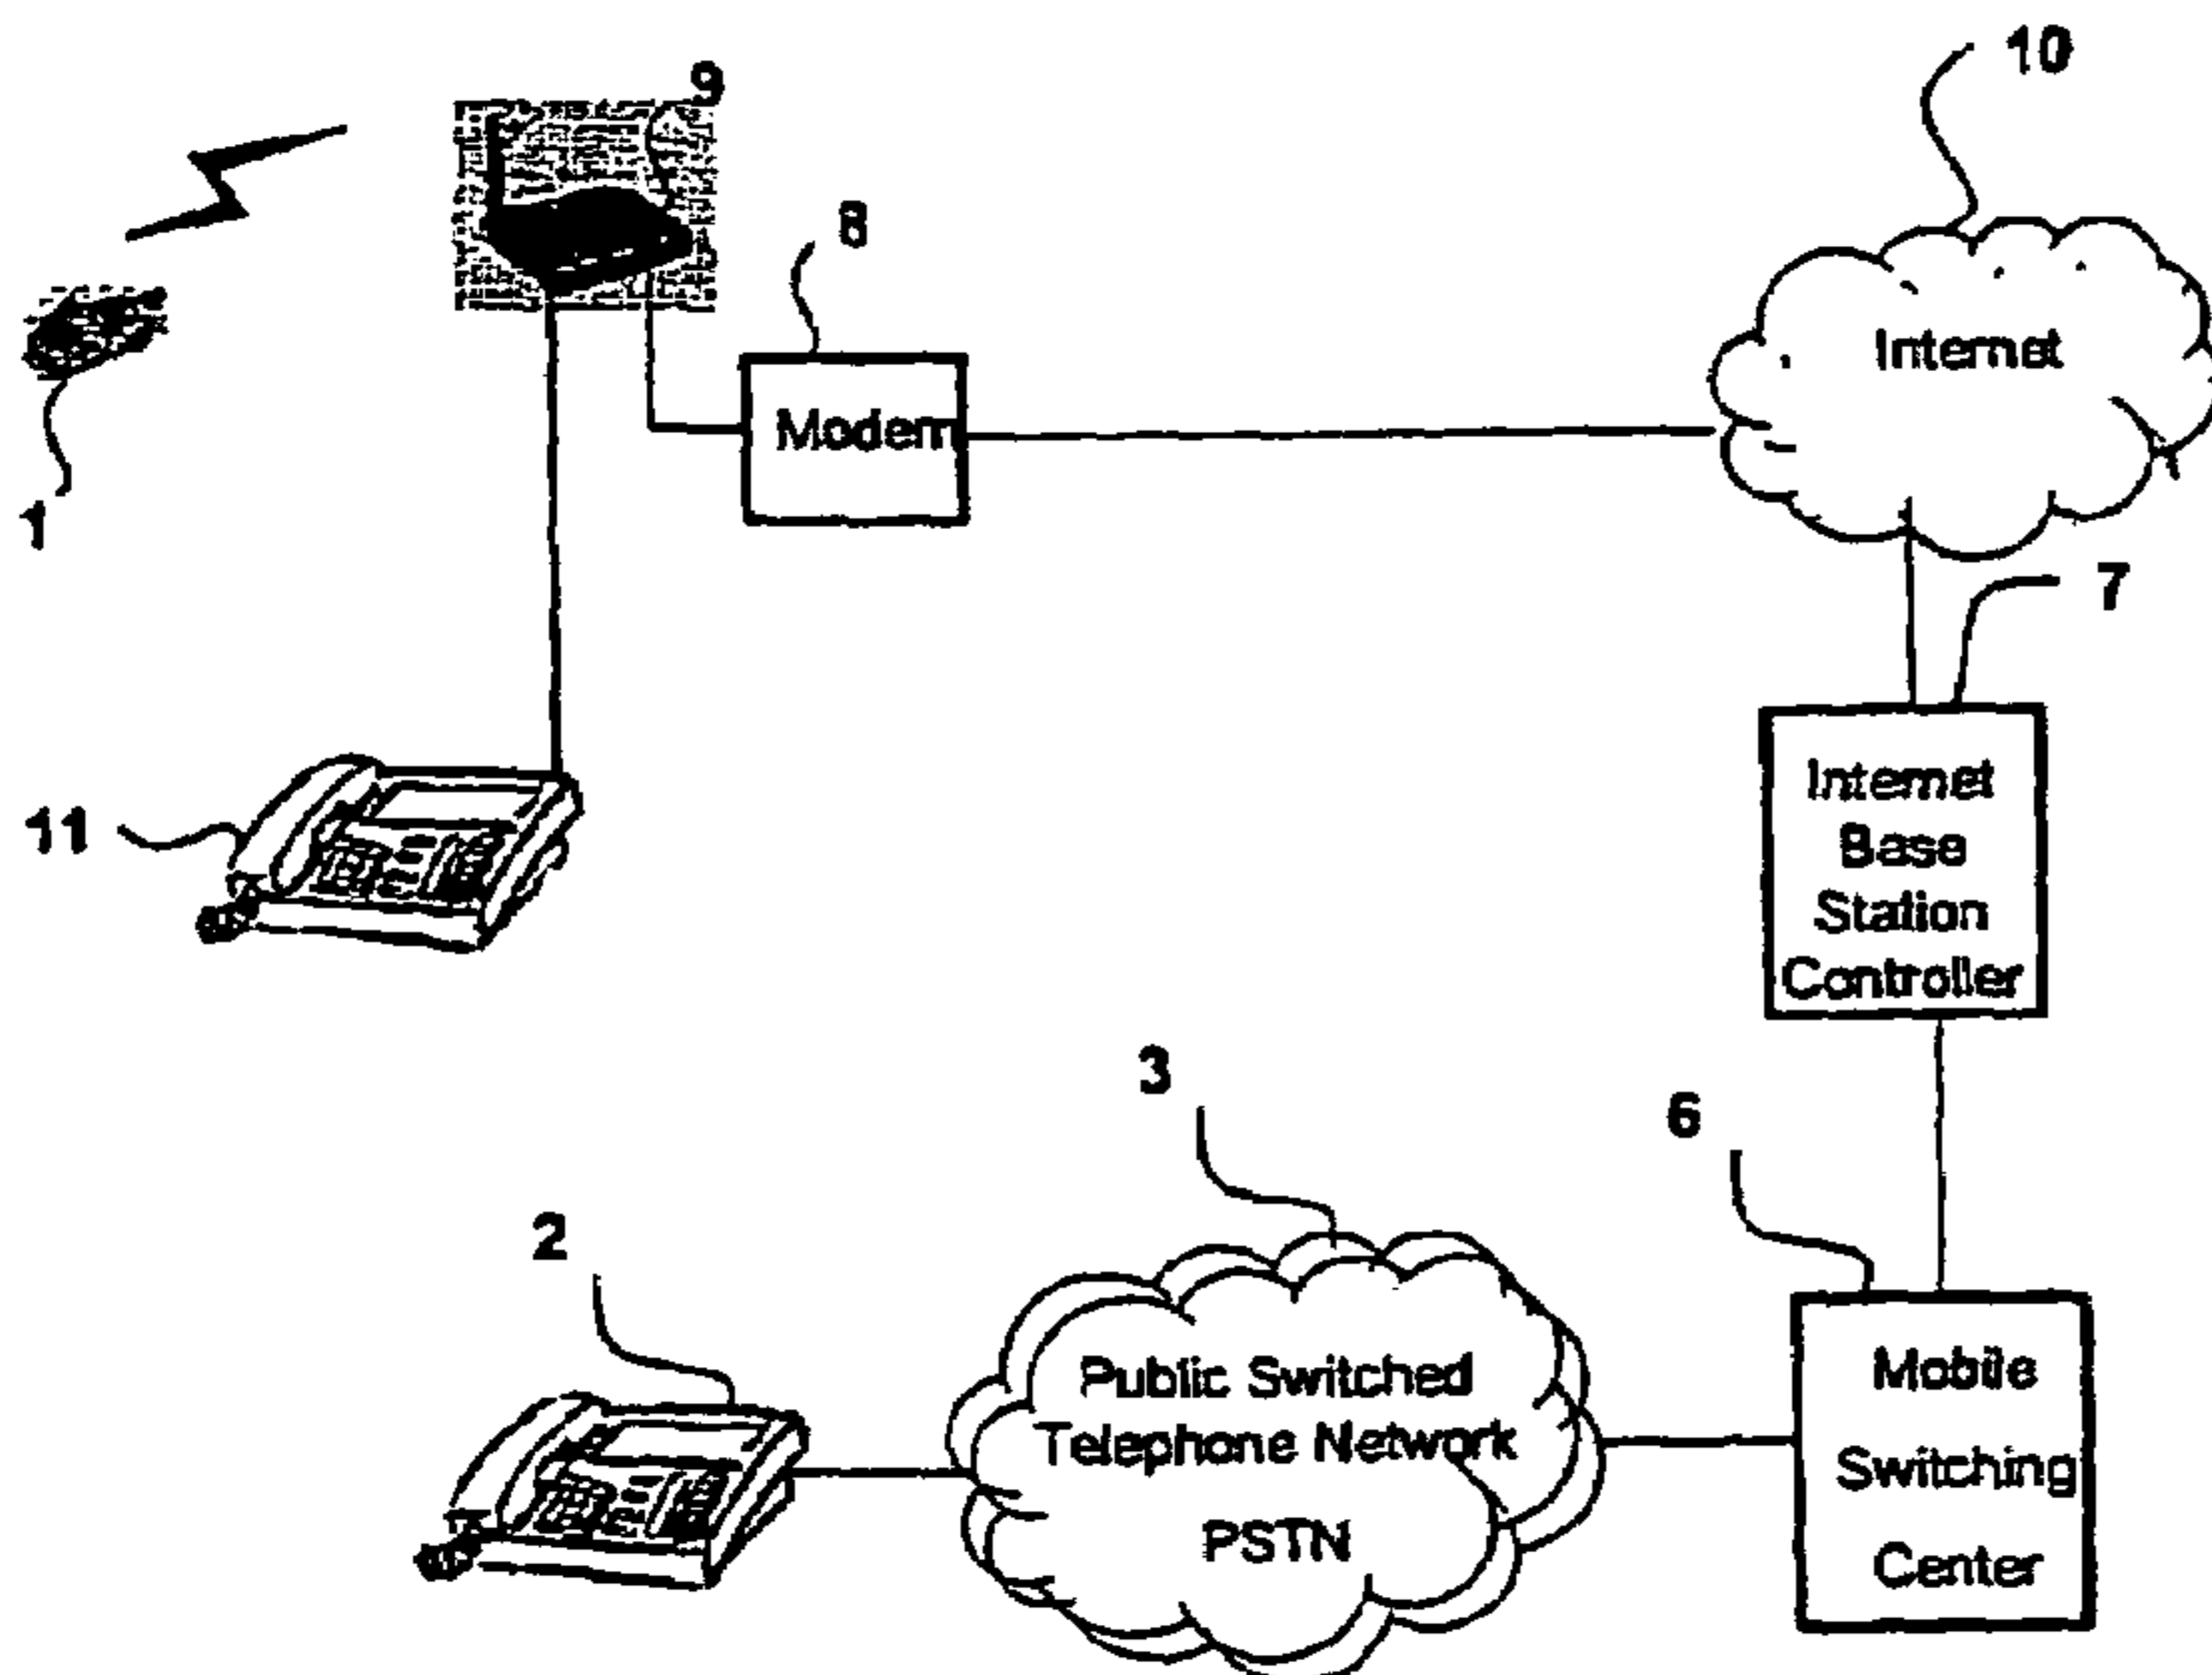 10
9
8
Internet
Modem
1
7
Internet
Base
Station
Controller
11
3
6
2
Public Switched
Telephone Network
PSTN
Mobile
Switching
Center